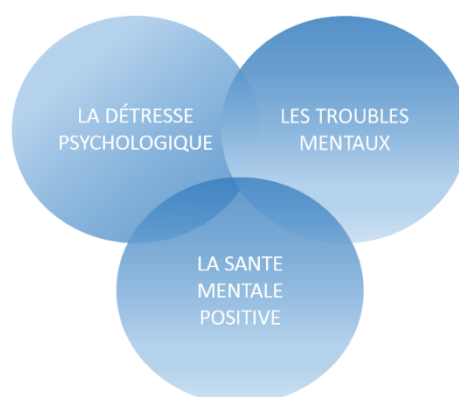 LA DÉTRESSE
PSYCHOLOGIQUE
LES TROUBLES
MENTAUX
LA SANTE
MENTALE
POSITIVE